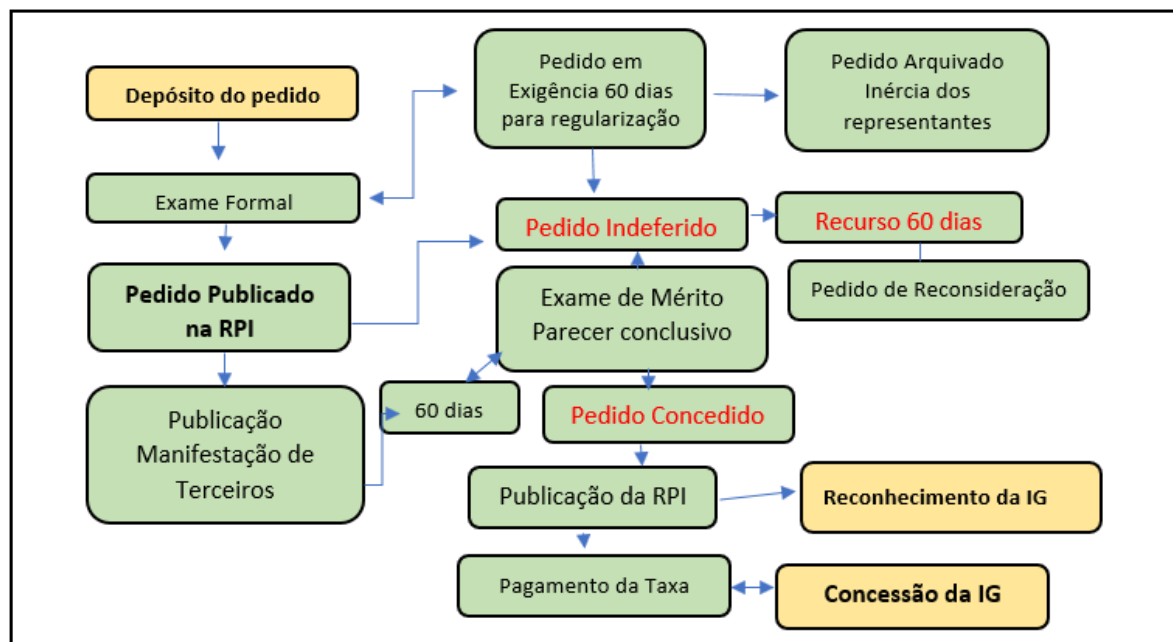 Depósito do pedido
Exame Formal
Pedido Publicado
na RPI
Publicação
Manifestação de
Terceiros
60 dias
Pedido em
Exigência 60 dias
para regularização
Pedido Arquivado
Inércia dos
representantes
Pedido Indeferido
Recurso 60 dias
Pedido de Reconsideração
Exame de Mérito
Parecer conclusivo
Pedido Concedido
Publicação da RPI
Reconhecimento da IG
Pagamento da Taxa
Concessão da IG